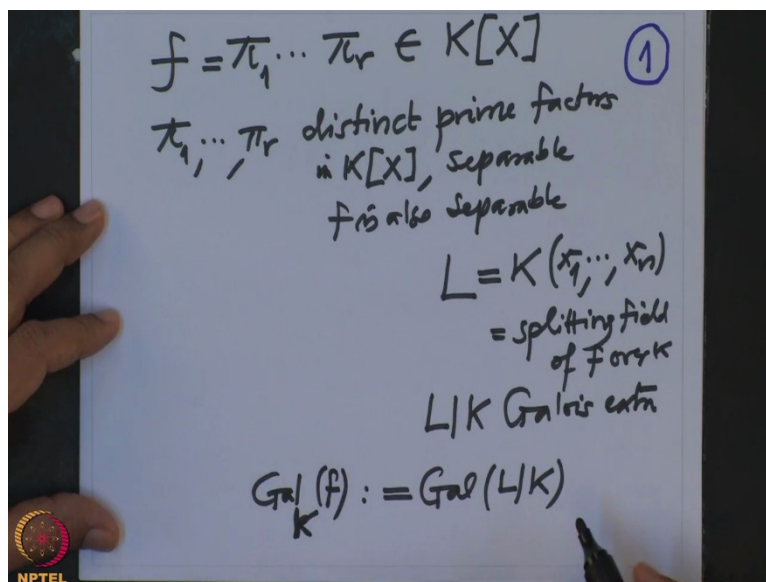 f = π₁ ⋯ πᵣ ∈ K[X]
1
π₁, ⋯, πᵣ distinct prime factors
in K[X], separable
f is also separable
L = K(x₁, ⋯, xₙ)
= splitting field
of f over K
L|K Galois extn
Gal_K (f) := Gal(L|K)
NPTEL